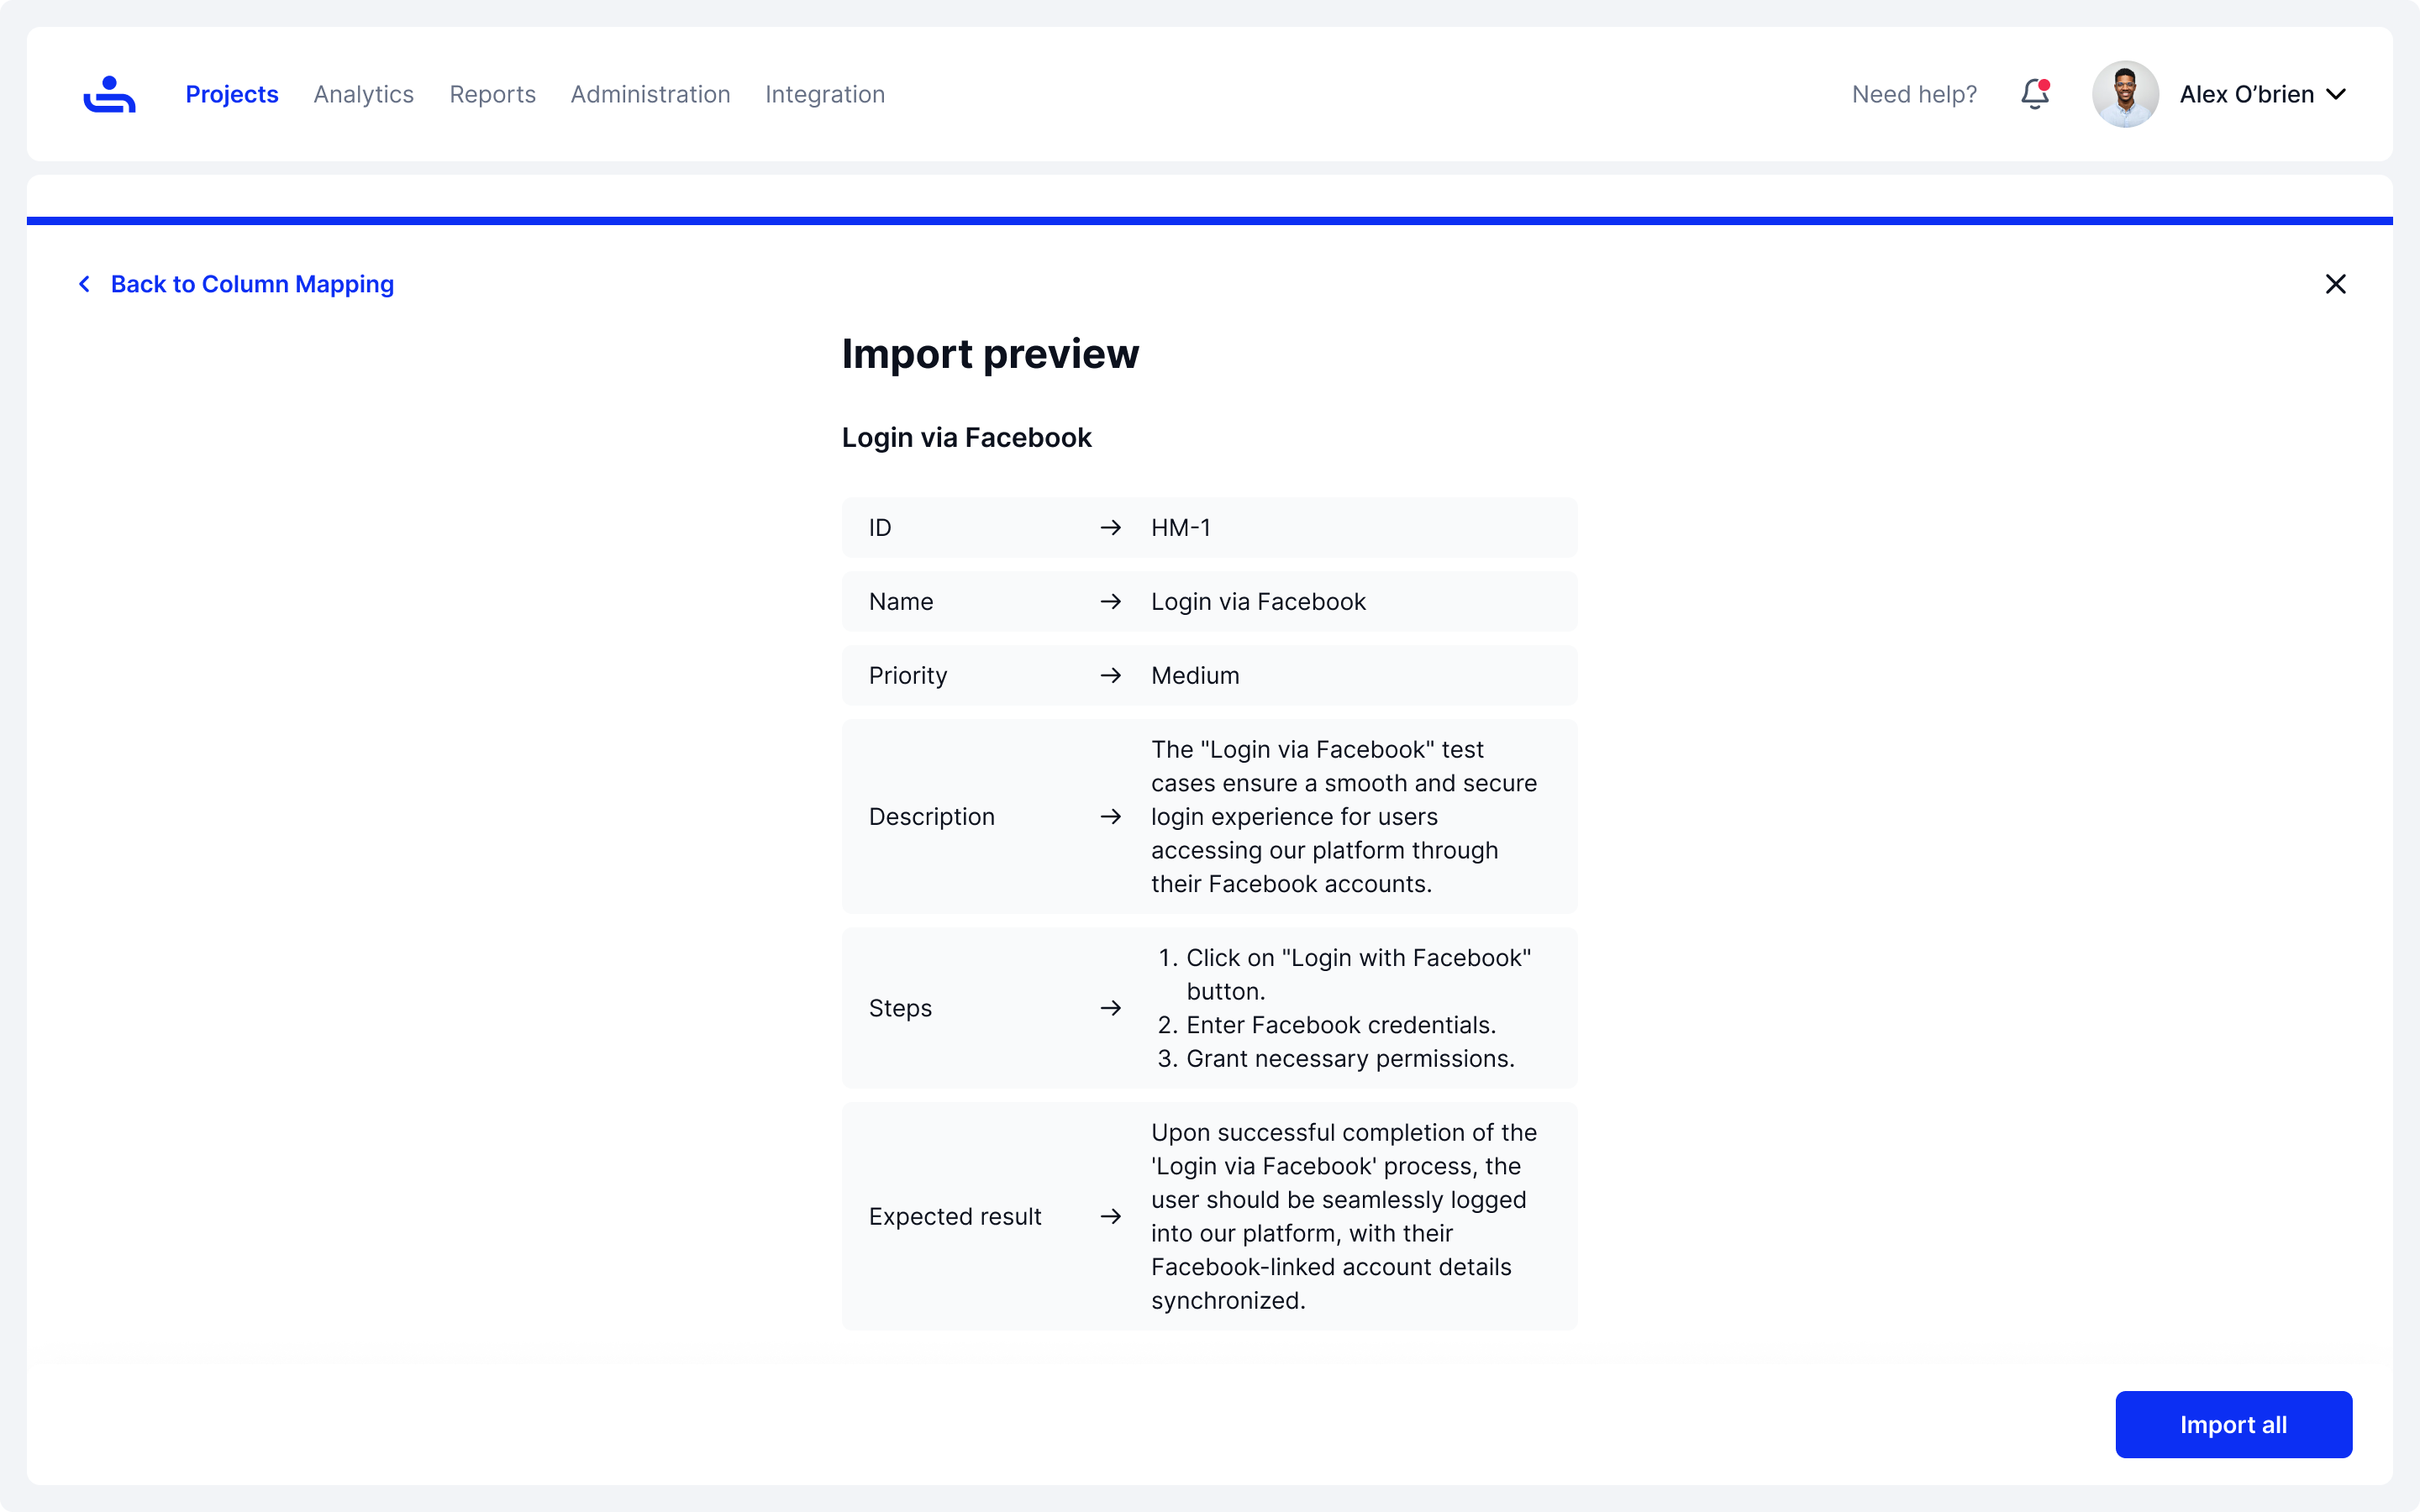 Projects Analytics Reports Administration Integration Need help? Alex O’brien
Back to Column Mapping
Import preview
Login via Facebook
ID → HM-1
Name → Login via Facebook
Priority → Medium
Description → The "Login via Facebook" test
cases ensure a smooth and secure
login experience for users
accessing our platform through
their Facebook accounts.
Steps → 1. Click on "Login with Facebook"
button.
2. Enter Facebook credentials.
3. Grant necessary permissions.
Expected result → Upon successful completion of the
'Login via Facebook' process, the
user should be seamlessly logged
into our platform, with their
Facebook-linked account details
synchronized.
Import all